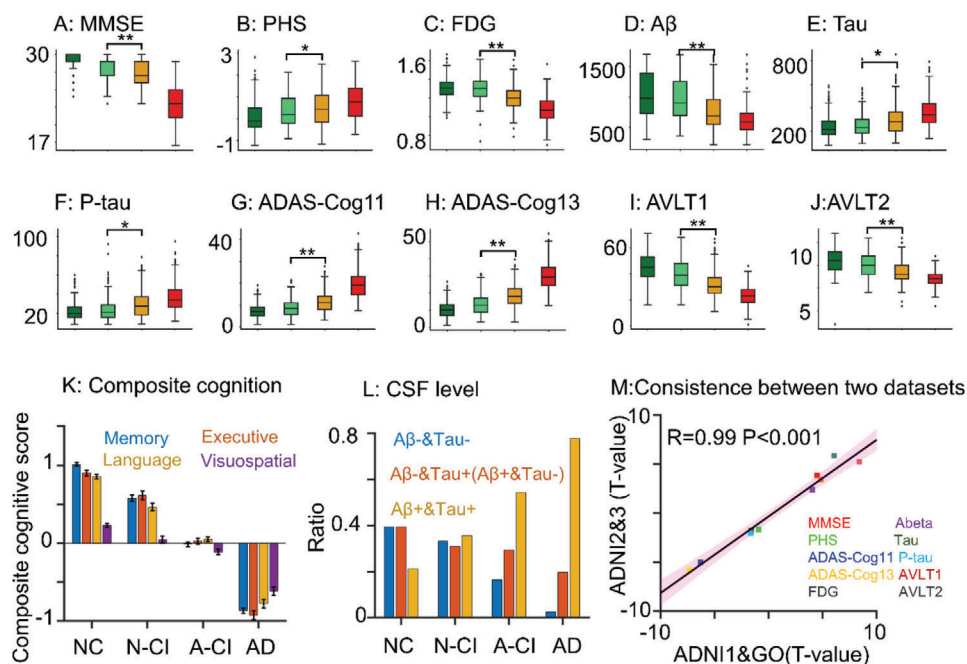 A: MMSE
B: PHS
C: FDG
D: Aβ
E: Tau
30
17
**
3
-1
*
1.6
0.8
**
1500
500
**
800
200
*
F: P-tau
G: ADAS-Cog11
H: ADAS-Cog13
I: AVLT1
J:AVLT2
100
20
*
40
0
**
50
0
**
60
0
**
10
5
**
K: Composite cognition
L: CSF level
M:Consistence between two datasets
Composite cognitive score
1
0
-1
Memory
Executive
Language
Visuospatial
NC
N-CI
A-CI
AD
Ratio
0.8
0.4
0
Aβ-&Tau-
Aβ-&Tau+(Aβ+&Tau-)
Aβ+&Tau+
NC
N-CI
A-CI
AD
ADNI2&3 (T-value)
10
-10
R=0.99 P<0.001
MMSE
Abeta
PHS
Tau
ADAS-Cog11
P-tau
ADAS-Cog13
AVLT1
FDG
AVLT2
-10
10
ADNI1&GO(T-value)